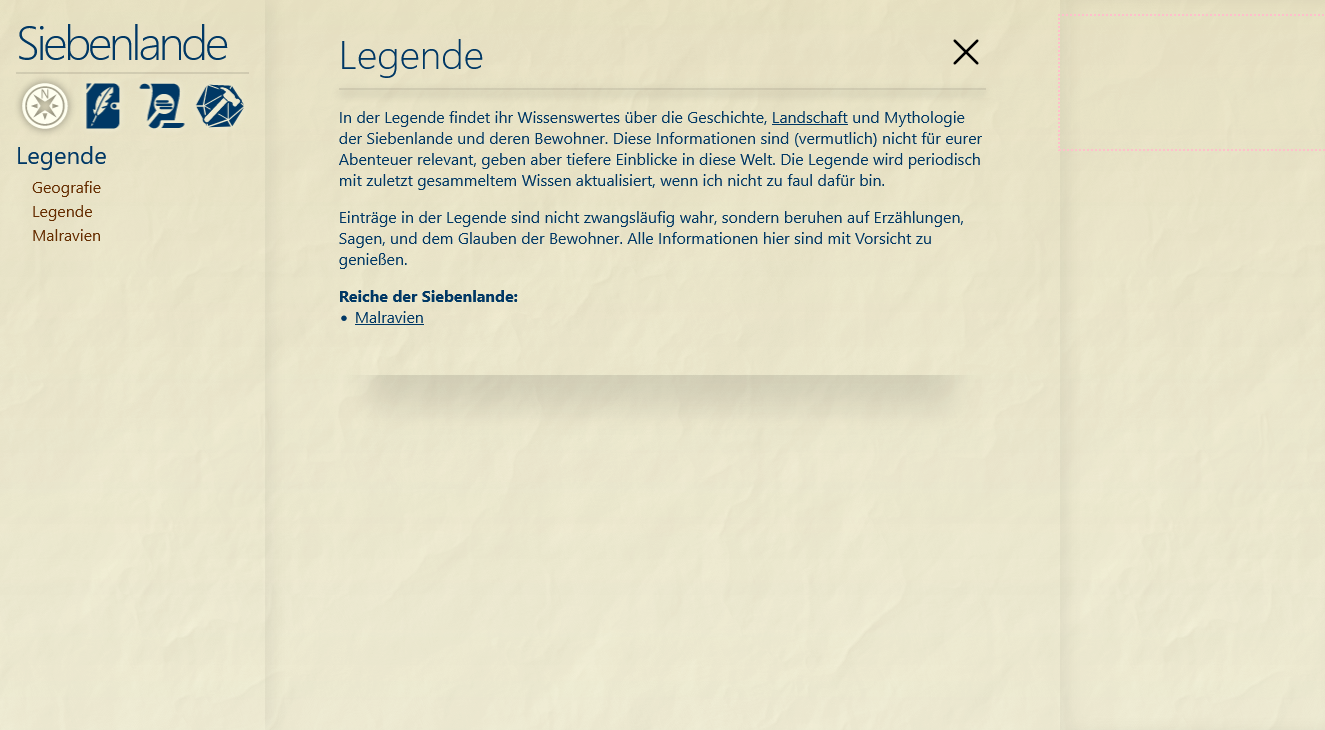 Siebenlande
N
Legende
Geografie
Legende
Malravien
Legende
In der Legende findet ihr Wissenswertes über die Geschichte, Landschaft und Mythologie
der Siebenlande und deren Bewohner. Diese Informationen sind (vermutlich) nicht für eurer
Abenteuer relevant, geben aber tiefere Einblicke in diese Welt. Die Legende wird periodisch
mit zuletzt gesammeltem Wissen aktualisiert, wenn ich nicht zu faul dafür bin.
Einträge in der Legende sind nicht zwangsläufig wahr, sondern beruhen auf Erzählungen,
Sagen, und dem Glauben der Bewohner. Alle Informationen hier sind mit Vorsicht zu
genießen.
Reiche der Siebenlande:
• Malravien